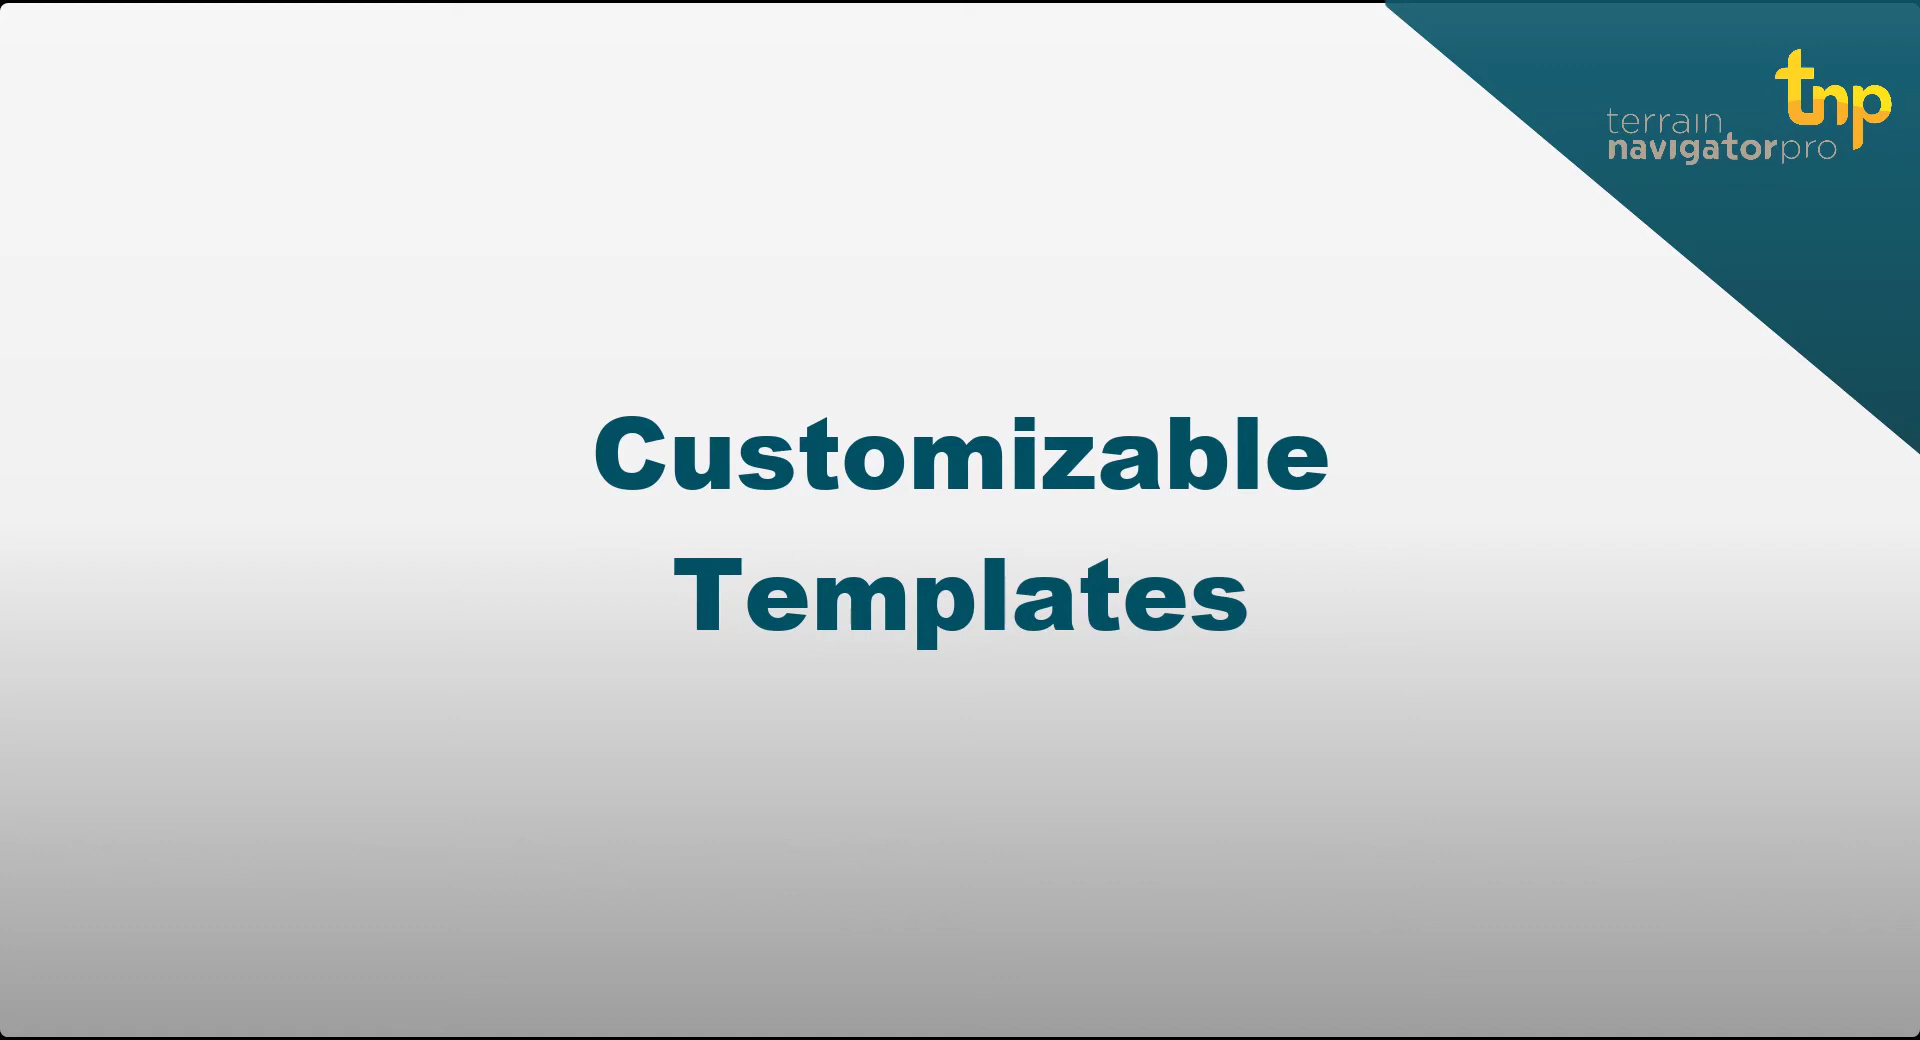 tnp
terrain
navigatorpro
Customizable
Templates